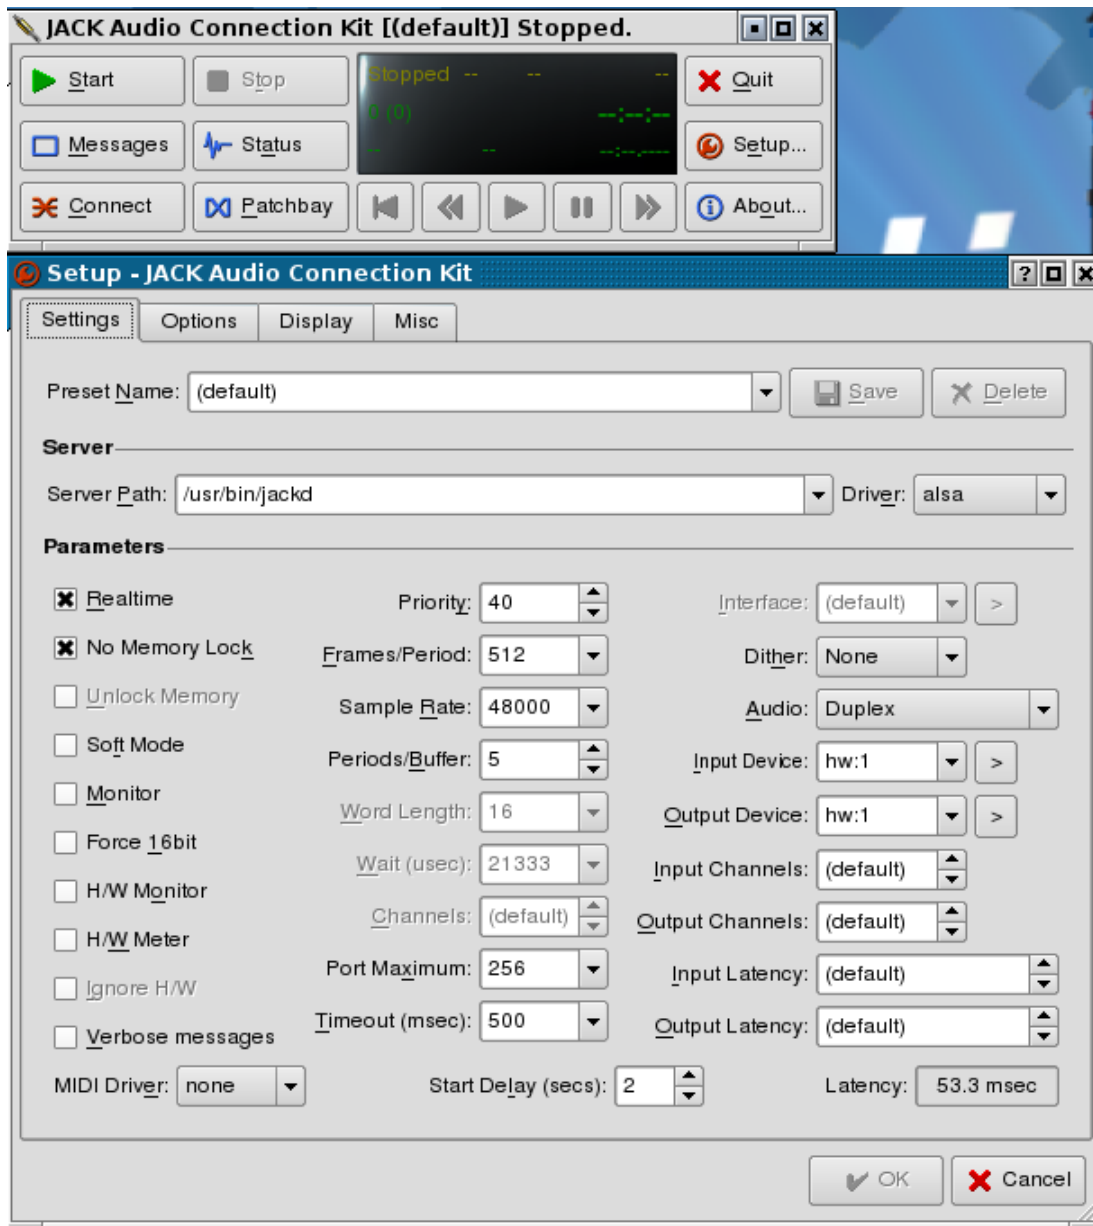 JACK Audio Connection Kit [(default)] Stopped.
Start Stop Stopped -- -- -- Quit
(0) --:--:--
Messages Status -- -- --:--.---- Setup...
Connect Patchbay About...
Setup - JACK Audio Connection Kit ?
Settings Options Display Misc
Preset Name: (default) Save Delete
Server
Server Path: /usr/bin/jackd Driver: alsa
Parameters
Realtime Priority: 40 Interface: (default) >
No Memory Lock Frames/Period: 512 Dither: None
Unlock Memory Sample Rate: 48000 Audio: Duplex
Soft Mode Periods/Buffer: 5 Input Device: hw:1 >
Monitor Word Length: 16 Output Device: hw:1 >
Force 16bit Wait (usec): 21333 Input Channels: (default)
H/W Monitor Channels: (default) Output Channels: (default)
H/W Meter Port Maximum: 256 Input Latency: (default)
Ignore H/W Timeout (msec): 500 Output Latency: (default)
Verbose messages
MIDI Driver: none Start Delay (secs): 2 Latency: 53.3 msec
OK Cancel